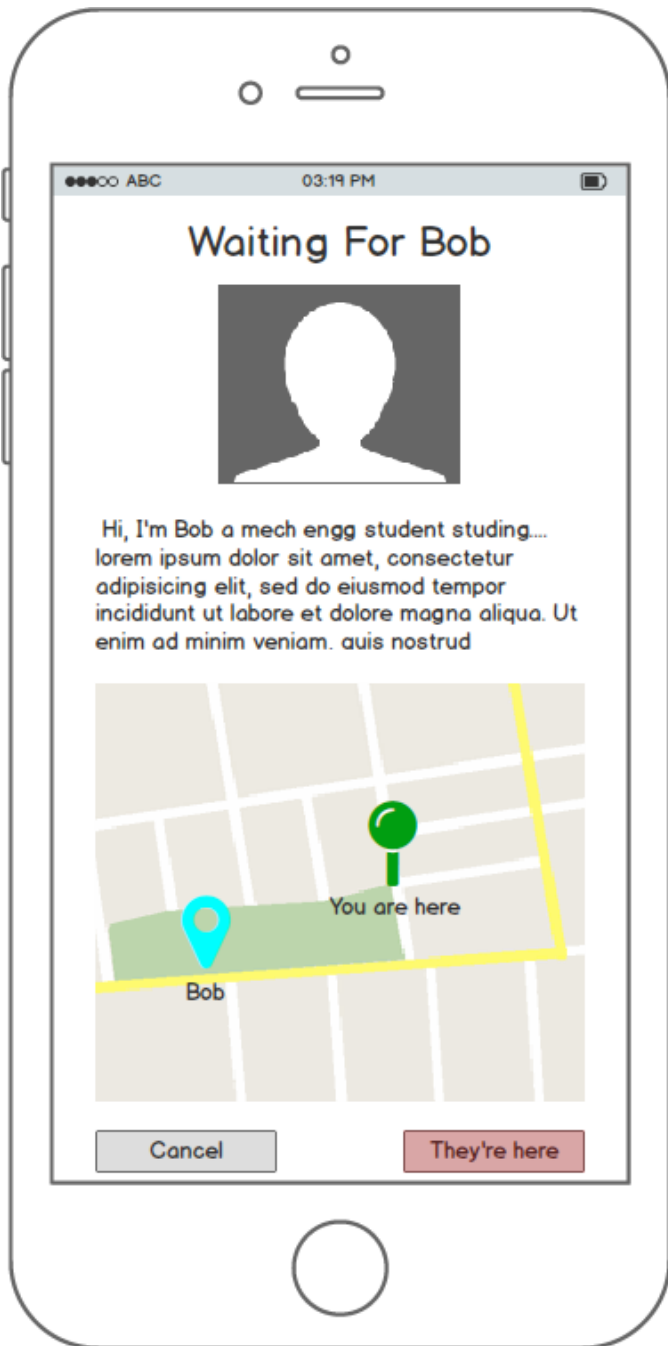 ABC 03:19 PM
Waiting For Bob
Hi, I'm Bob a mech engg student studing....
lorem ipsum dolor sit amet, consectetur
adipisicing elit, sed do eiusmod tempor
incididunt ut labore et dolore magna aliqua. Ut
enim ad minim veniam. quis nostrud
You are here
Bob
Cancel They're here